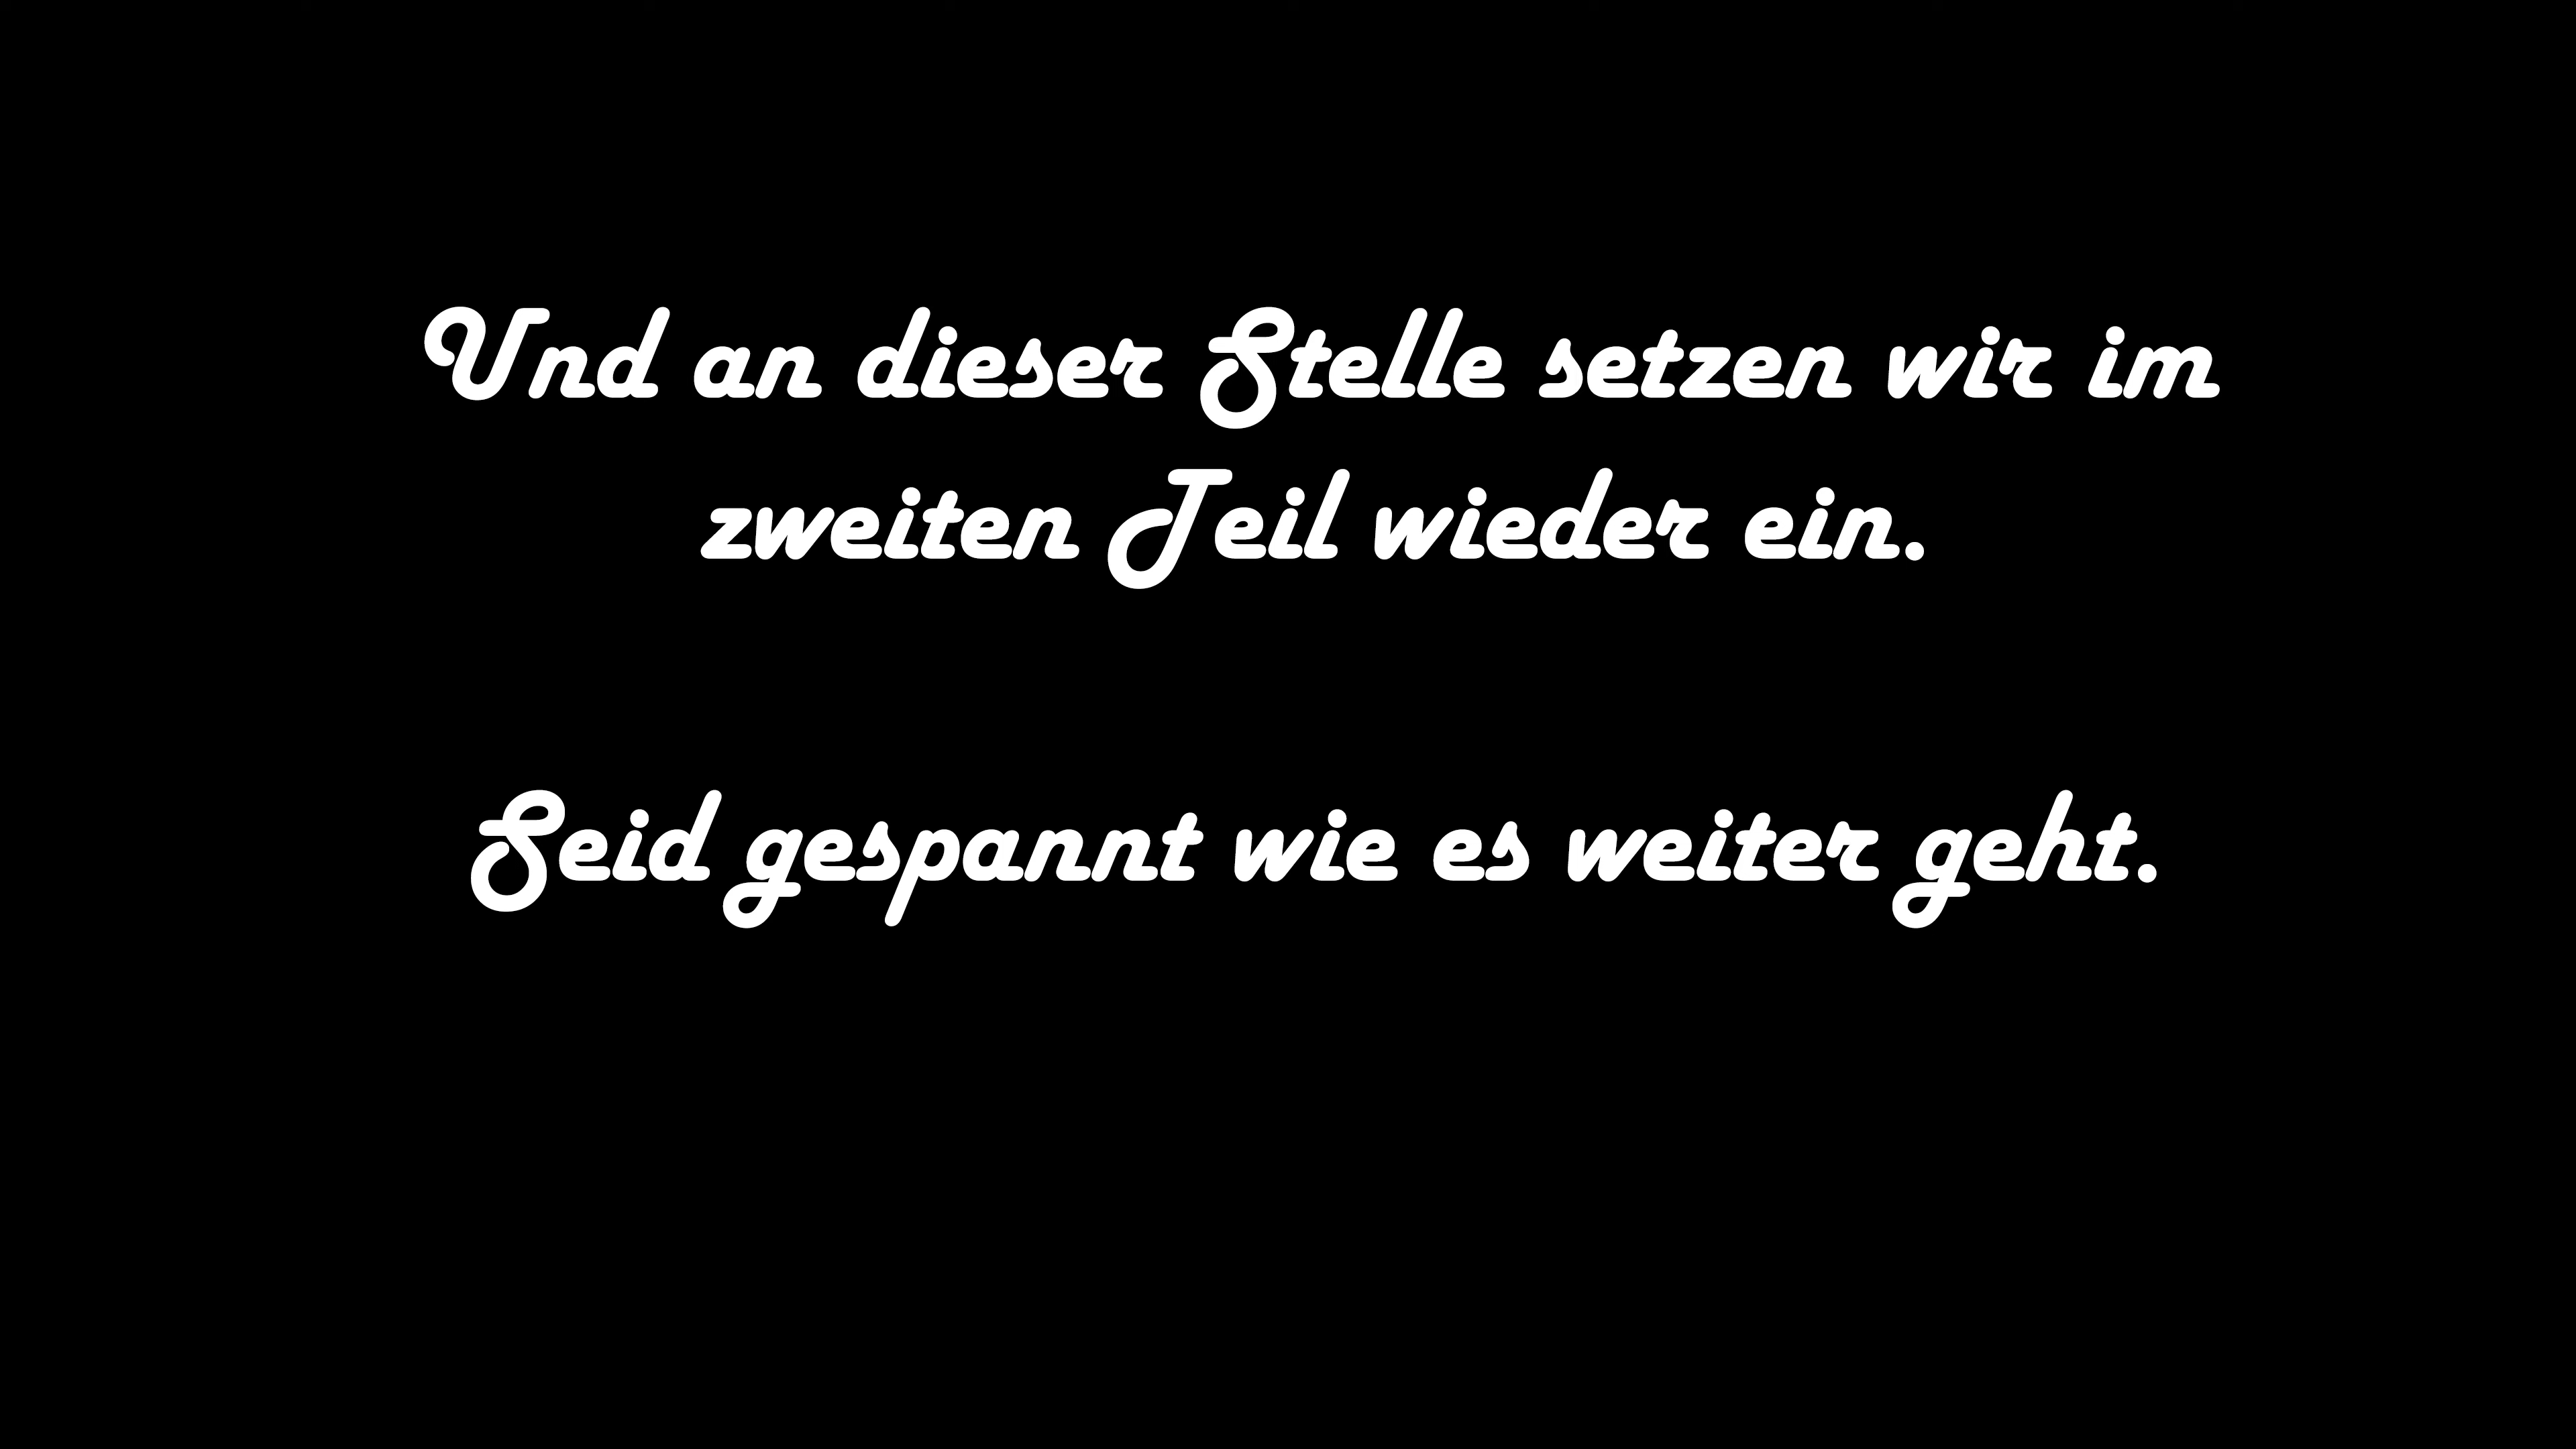 Und an dieser Stelle setzen wir im
zweiten Teil wieder ein.
Seid gespannt wie es weiter geht.